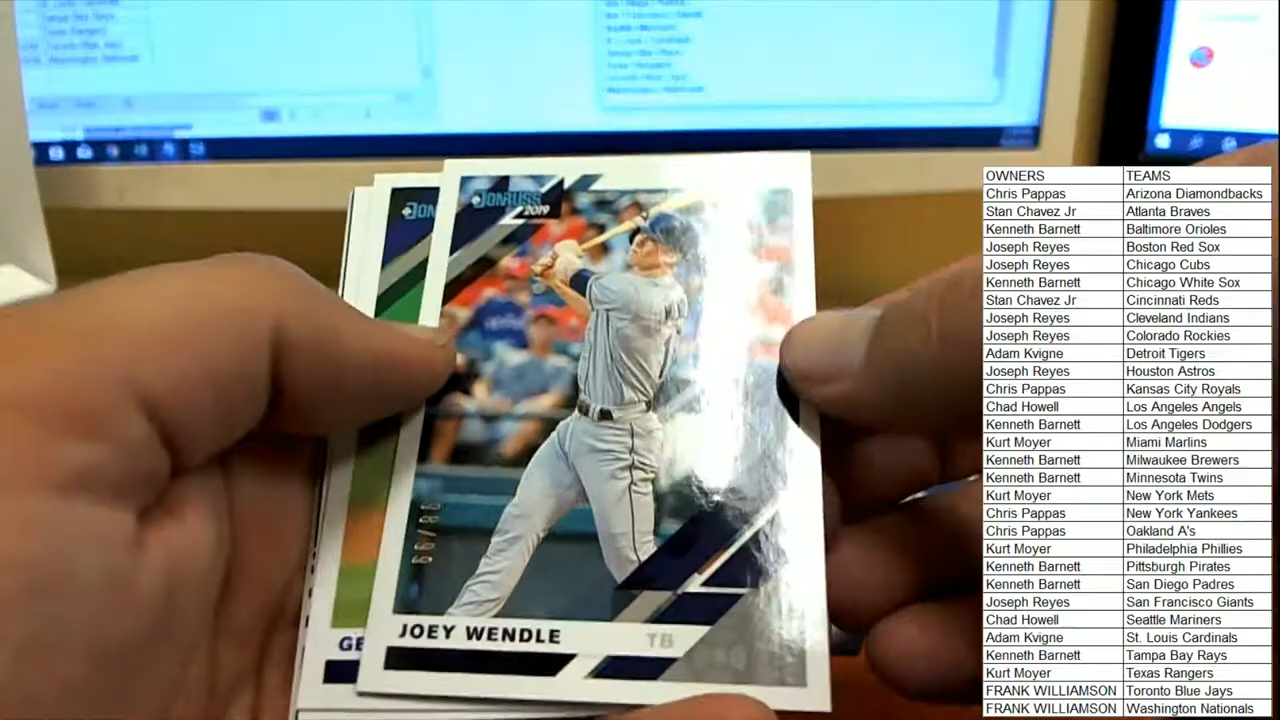 DONRUSS
2019
DON
JOEY WENDLE TB
GE
OWNERS TEAMS
Chris Pappas Arizona Diamondbacks
Stan Chavez Jr Atlanta Braves
Kenneth Barnett Baltimore Orioles
Joseph Reyes Boston Red Sox
Joseph Reyes Chicago Cubs
Kenneth Barnett Chicago White Sox
Stan Chavez Jr Cincinnati Reds
Joseph Reyes Cleveland Indians
Joseph Reyes Colorado Rockies
Adam Kvigne Detroit Tigers
Joseph Reyes Houston Astros
Chris Pappas Kansas City Royals
Chad Howell Los Angeles Angels
Kenneth Barnett Los Angeles Dodgers
Kurt Moyer Miami Marlins
Kenneth Barnett Milwaukee Brewers
Kenneth Barnett Minnesota Twins
Kurt Moyer New York Mets
Chris Pappas New York Yankees
Chris Pappas Oakland A's
Kurt Moyer Philadelphia Phillies
Kenneth Barnett Pittsburgh Pirates
Kenneth Barnett San Diego Padres
Joseph Reyes San Francisco Giants
Chad Howell Seattle Mariners
Adam Kvigne St. Louis Cardinals
Kenneth Barnett Tampa Bay Rays
Kurt Moyer Texas Rangers
FRANK WILLIAMSON Toronto Blue Jays
FRANK WILLIAMSON Washington Nationals